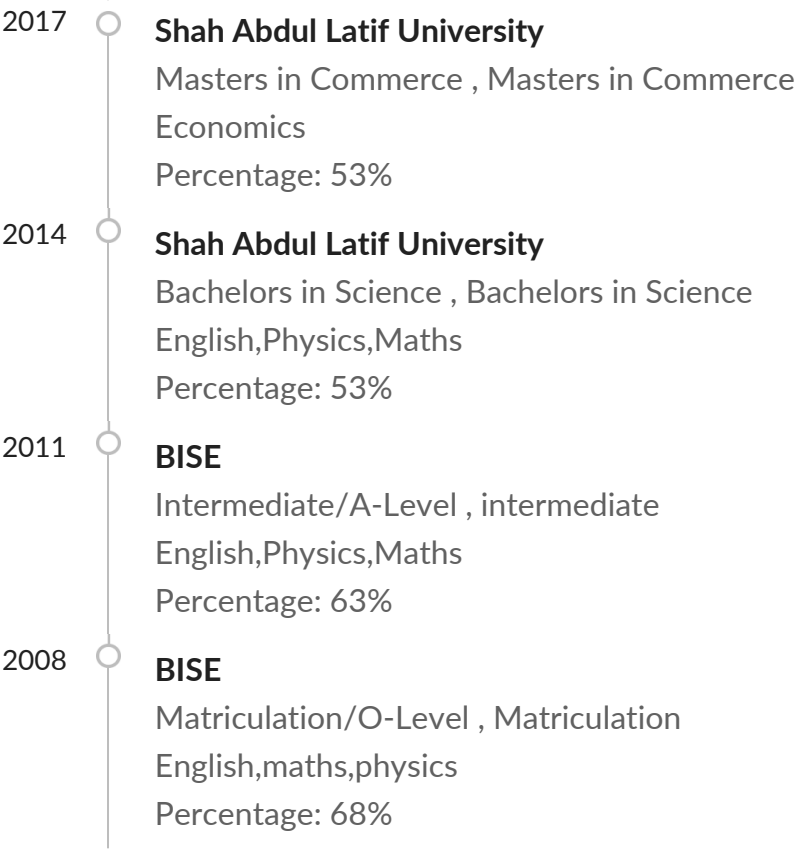 2017
Shah Abdul Latif University
Masters in Commerce , Masters in Commerce
Economics
Percentage: 53%
2014
Shah Abdul Latif University
Bachelors in Science , Bachelors in Science
English,Physics,Maths
Percentage: 53%
2011
BISE
Intermediate/A-Level , intermediate
English,Physics,Maths
Percentage: 63%
2008
BISE
Matriculation/O-Level , Matriculation
English,maths,physics
Percentage: 68%